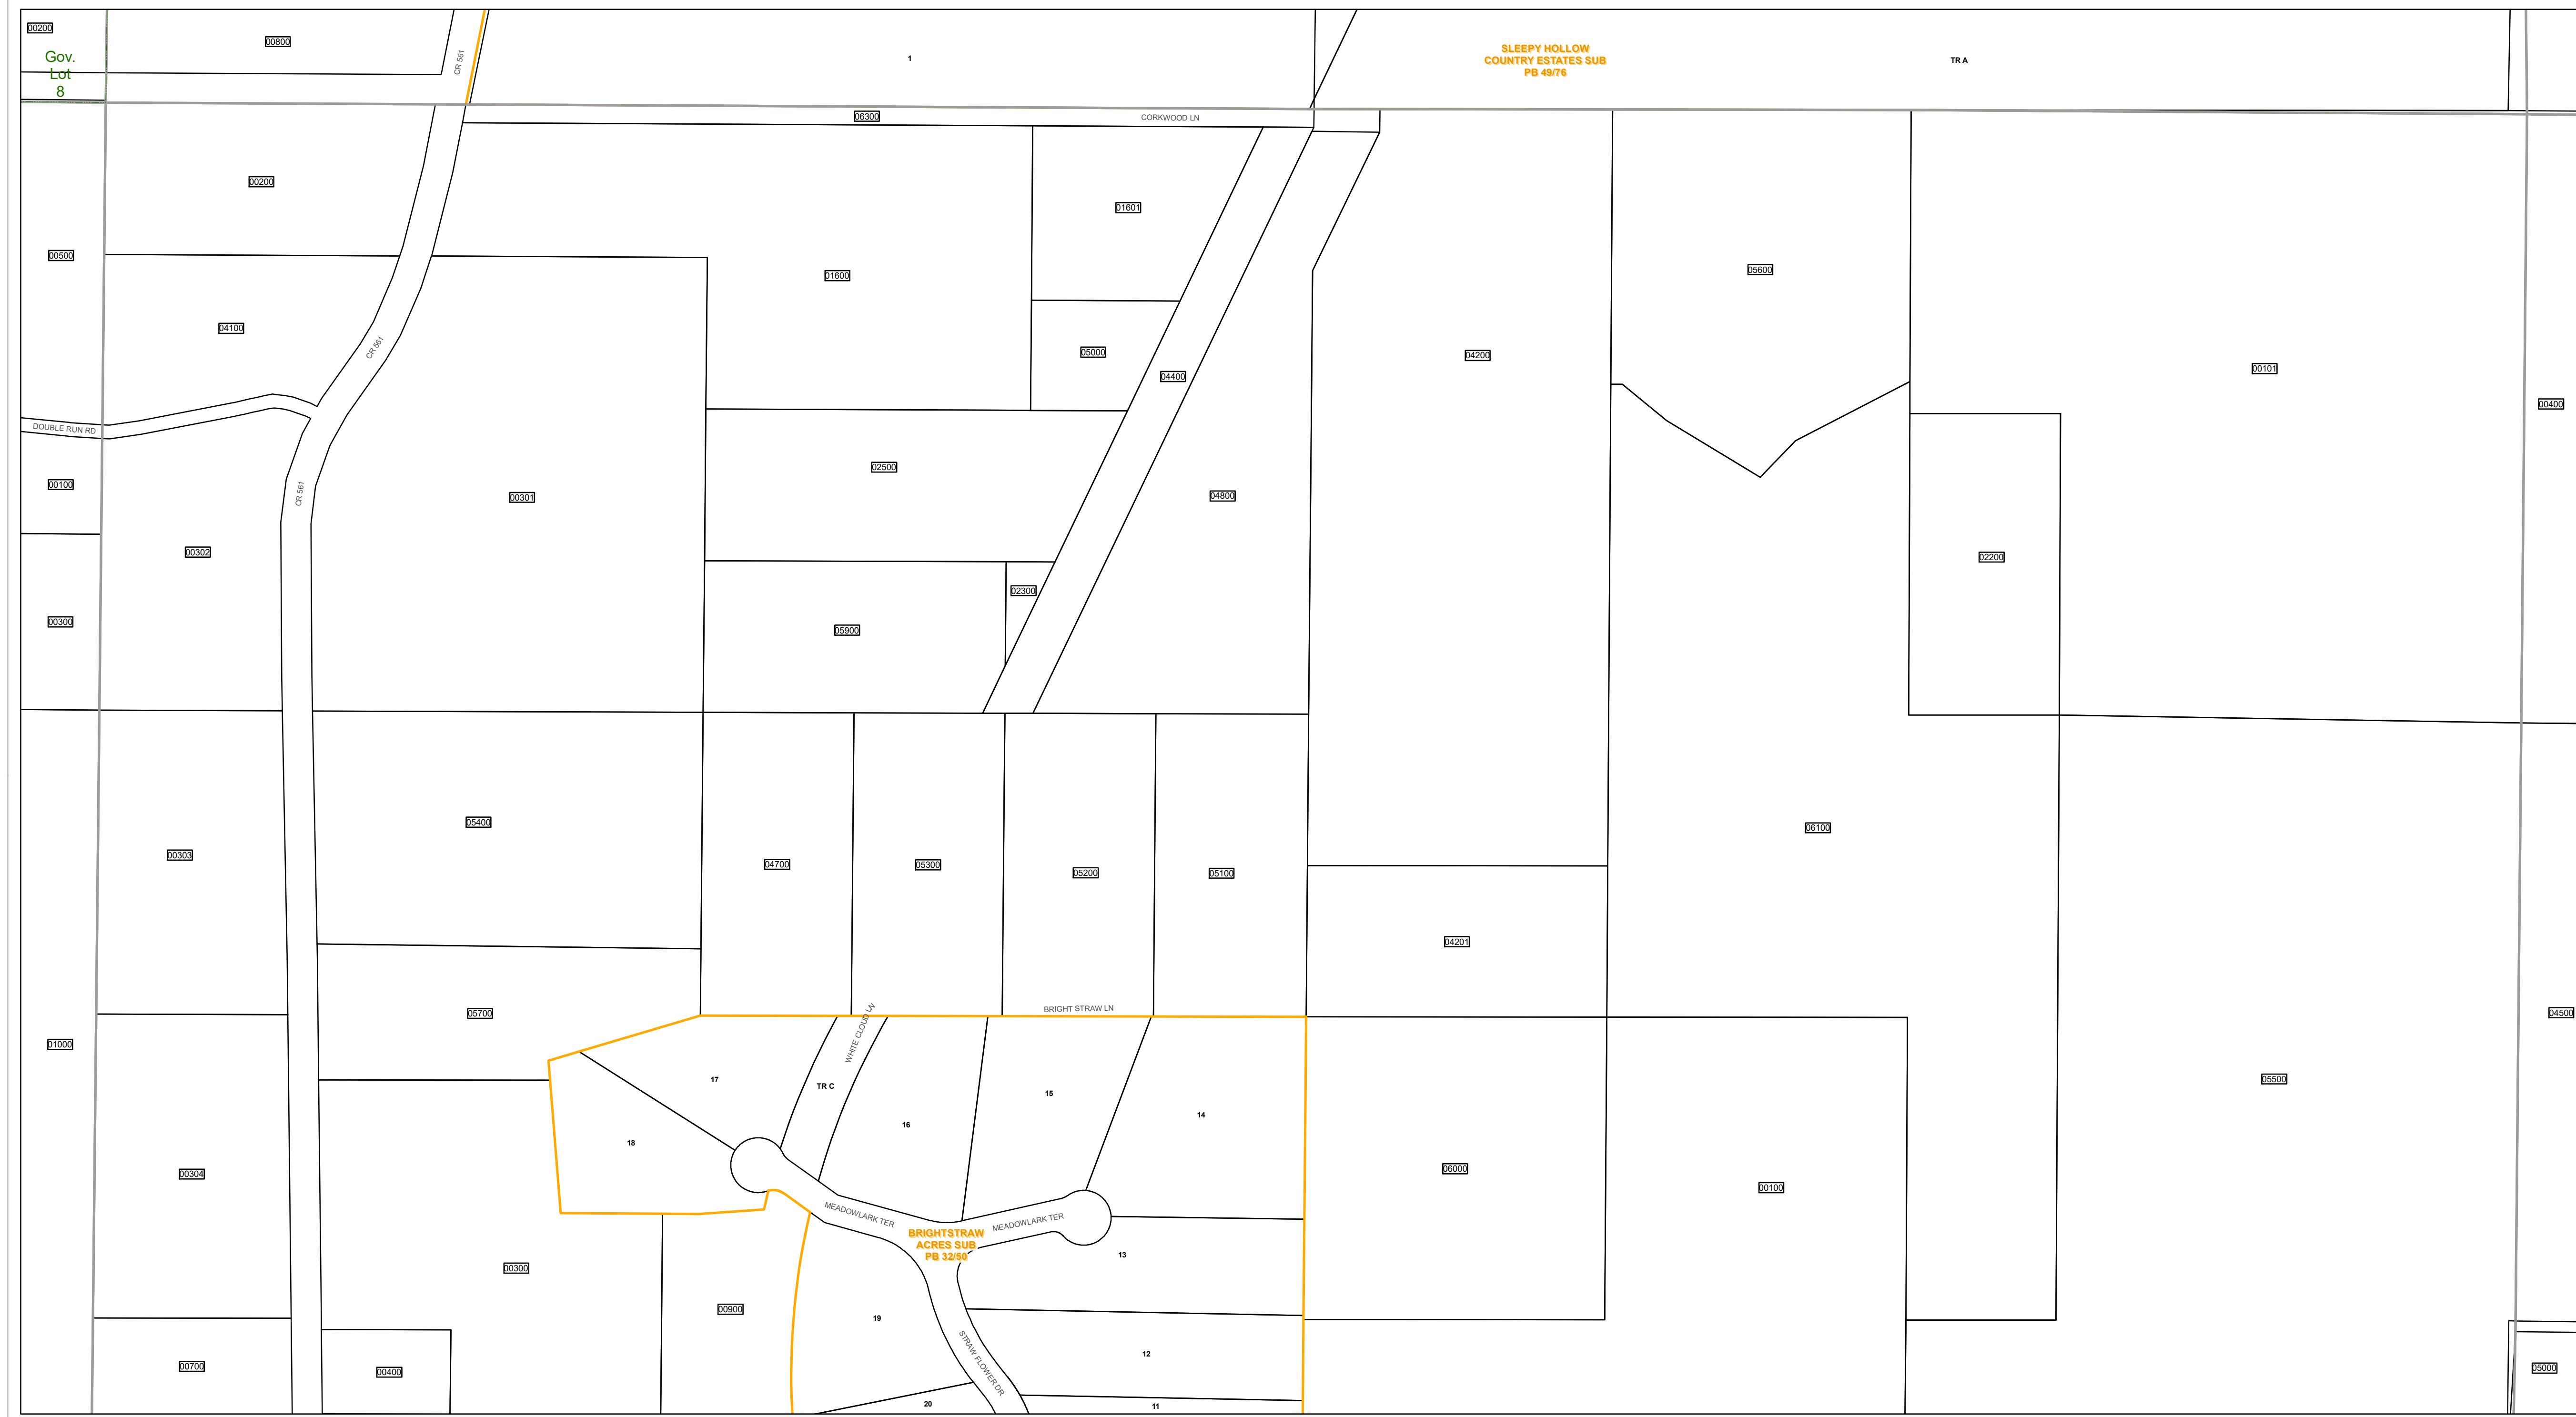 00200
Gov.
Lot
8
00800
CR 561
1
SLEEPY HOLLOW
COUNTRY ESTATES SUB
PB 49/76
TR A
06300
CORKWOOD LN
00200
01601
00500
01600
05600
04100
CR 561
05000
04200
04400
00101
00400
DOUBLE RUN RD
02500
00100
CR 561
00301
04800
00302
02200
02300
00300
05900
05400
06100
00303
04700
05300
05200
05100
04201
05700
BRIGHT STRAW LN
04500
WHITE CLOUD LN
01000
17
TR C
15
05500
14
16
18
00304
06000
00100
MEADOWLARK TER
MEADOWLARK TER
BRIGHTSTRAW
ACRES SUB
PB 32/50
13
00300
00900
19
STRAW FLOWER DR
12
00700
00400
05000
20
11